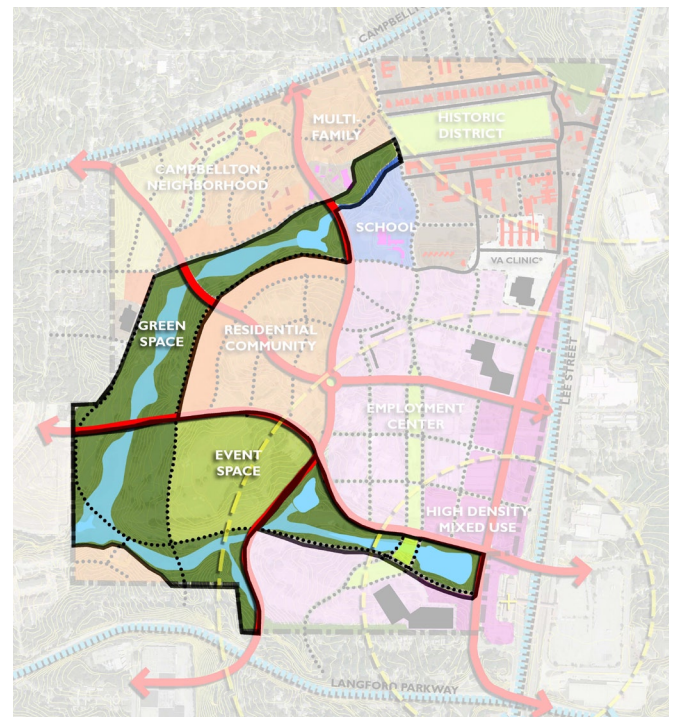 CAMPBELLT
MULTI-
FAMILY
HISTORIC
DISTRICT
CAMPBELLTON
NEIGHBORHOOD
SCHOOL
VA CLINIC*
GREEN
SPACE
RESIDENTIAL
COMMUNITY
LEE STREET
EMPLOYMENT
CENTER
EVENT
SPACE
HIGH DENSITY
MIXED USE
LANGFORD PARKWAY